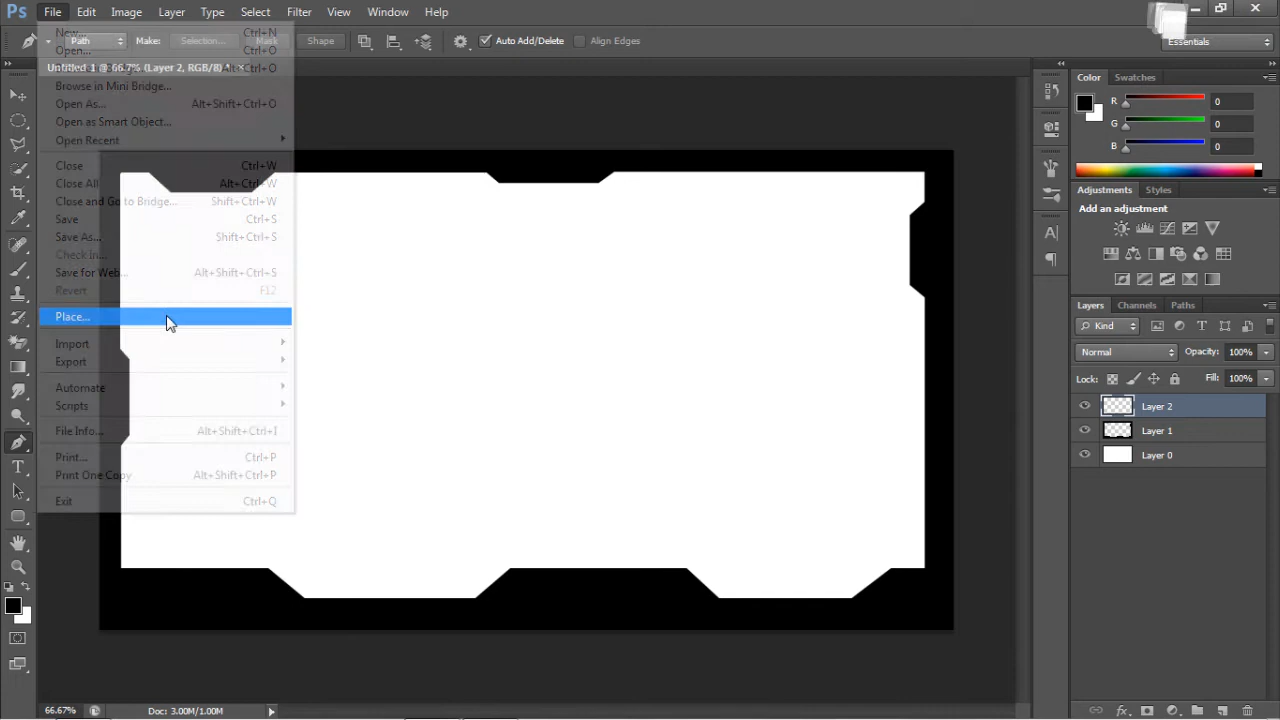 Ps File Edit Image Layer Type Select Filter View Window Help
Path Make: Selection... Mask Shape Auto Add/Delete Align Edges Essentials
New... Ctrl+N
Open... Ctrl+O
Untitled-1 @ 66.7% (Layer 2, RGB/8) * Alt+Ctrl+O
Browse in Mini Bridge...
Open As... Alt+Shift+Ctrl+O
Open as Smart Object...
Open Recent
Close Ctrl+W
Close All Alt+Ctrl+W
Close and Go to Bridge... Shift+Ctrl+W
Save Ctrl+S
Save As... Shift+Ctrl+S
Check In...
Save for Web... Alt+Shift+Ctrl+S
Revert F12
Place...
Import
Export
Automate
Scripts
File Info... Alt+Shift+Ctrl+I
Print... Ctrl+P
Print One Copy Alt+Shift+Ctrl+P
Exit Ctrl+Q
Color Swatches
R 0
G 0
B 0
Adjustments Styles
Add an adjustment
Layers Channels Paths
Kind
Normal Opacity: 100%
Lock: Fill: 100%
Layer 2
Layer 1
Layer 0
66.67% Doc: 3.00M/1.00M